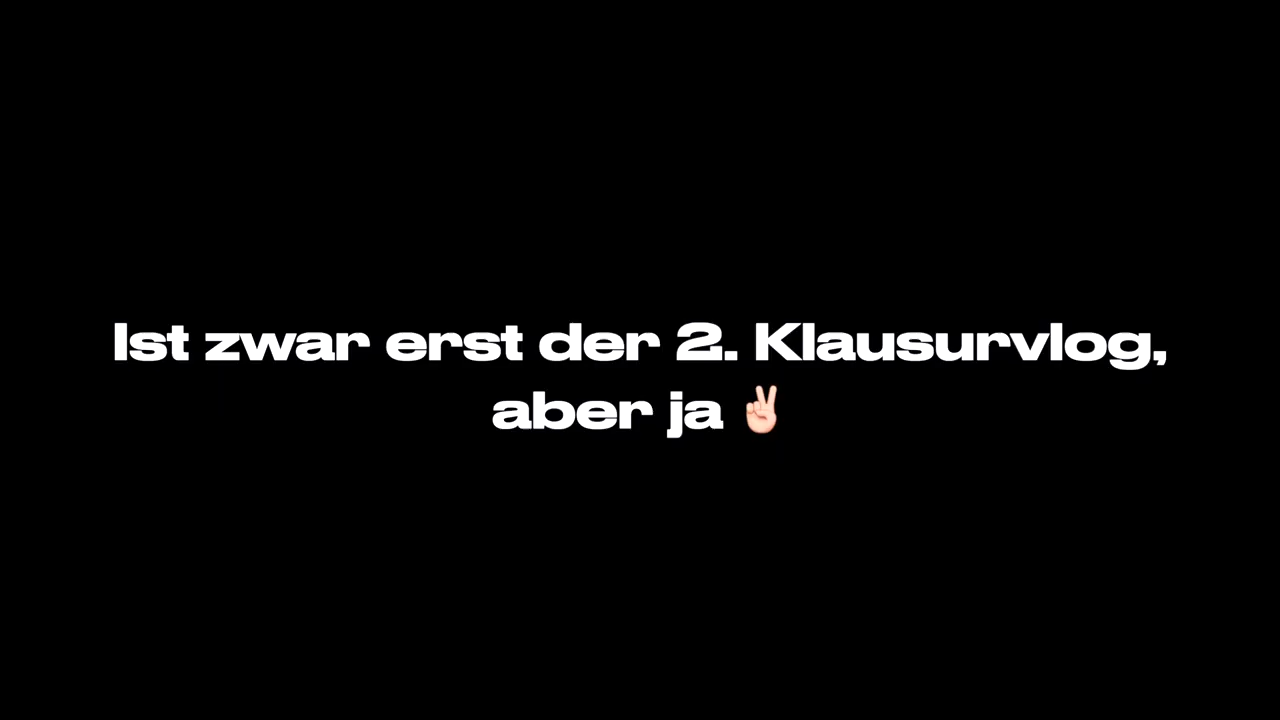 Ist zwar erst der 2. Klausurvlog,
aber ja ✌🏻